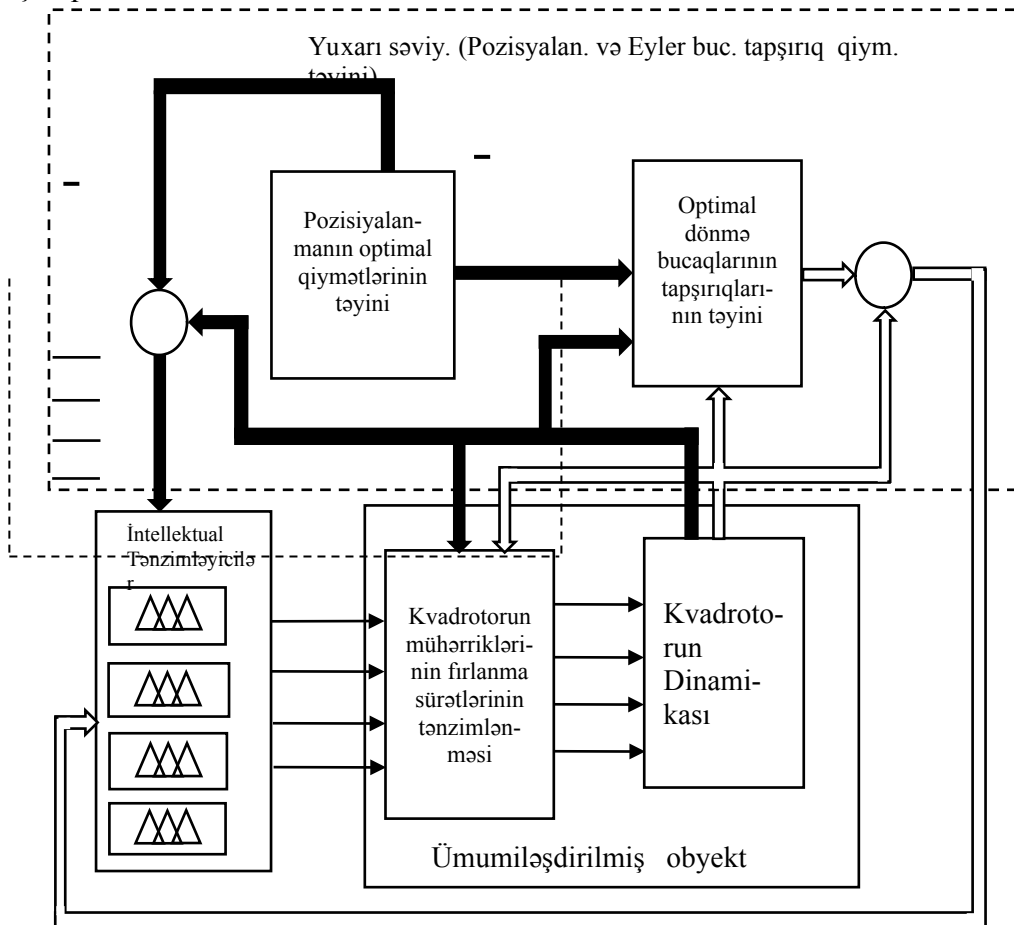 Yuxarı səviy. (Pozisyalan. və Eyler buc. tapşırıq qiym.
təyini)
Pozisiyalan-
manın optimal
qiymətlərinin
təyini
Optimal
dönmə
bucaqlarının
tapşırıqları-
nın təyini
İntellektual
Tənzimləyicilə
r
Kvadrotorun
mühərrikləri-
nin fırlanma
sürətlərinin
tənzimlən-
məsi
Kvadroto-
run
Dinami-
kası
Ümumiləşdirilmiş obyekt